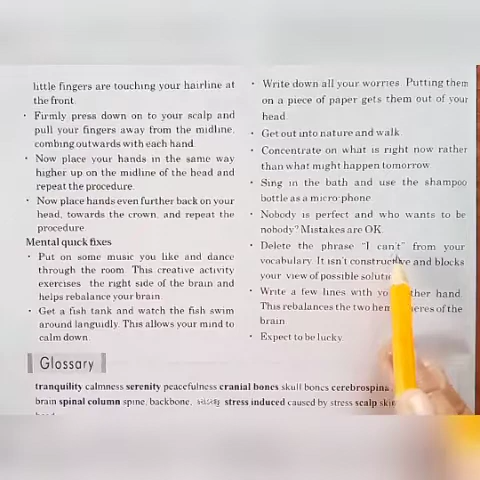 little fingers are touching your hairline at
the front.
• Firmly press down on to your scalp and
pull your fingers away from the midline,
combing outwards with each hand.
• Now place your hands in the same way
higher up on the midline of the head and
repeat the procedure.
• Now place hands even further back on your
head, towards the crown, and repeat the
procedure.
Mental quick fixes
• Put on some music you like and dance
through the room. This creative activity
exercises the right side of the brain and
helps rebalance your brain.
• Get a fish tank and watch the fish swim
around languidly. This allows your mind to
calm down.
• Write down all your worries. Putting them
on a piece of paper gets them out of your
head.
• Get out into nature and walk.
• Concentrate on what is right now rather
than what might happen tomorrow.
• Sing in the bath and use the shampoo
bottle as a microphone.
• Nobody is perfect and who wants to be
nobody? Mistakes are OK.
• Delete the phrase "I can't" from your
vocabulary. It isn't constructive and blocks
your view of possible
• Write a few lines with
This rebalances the two of the
brain.
• Expect to be lucky.
Glossary
tranquility calmness serenity peacefulness cranial bones skull bones
brain spinal column spine, backbone, stress induced caused by stress scalp